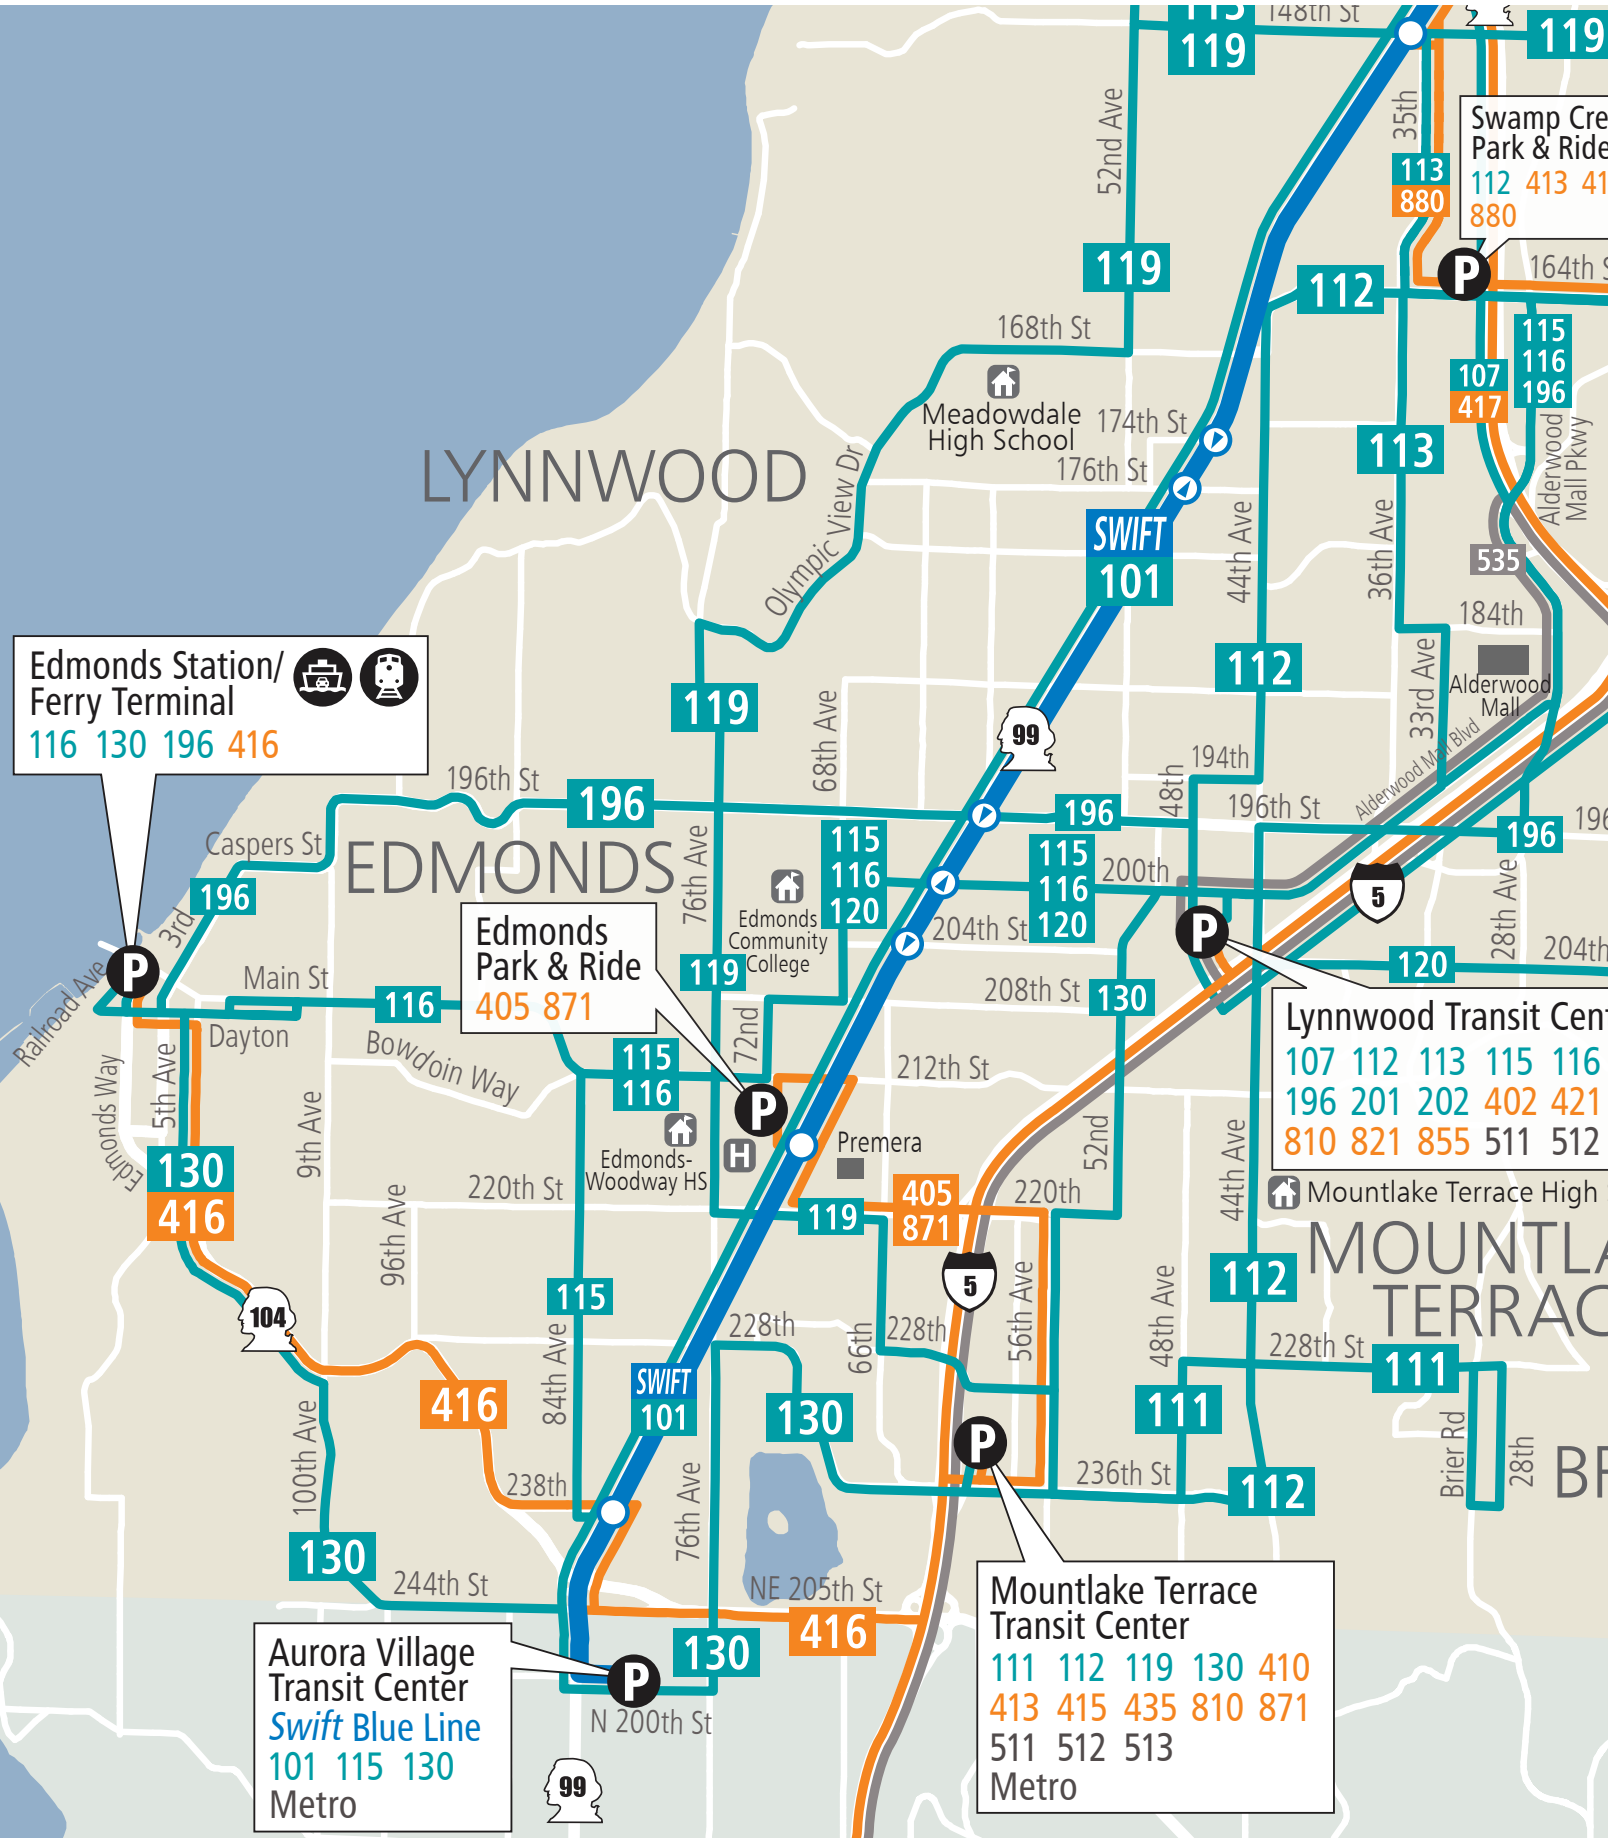 119
148th St
119
52nd Ave
35th
113
880
Swamp Cre
Park & Ride
112 413 41
880
119
112
164th S
168th St
115
116
196
107
417
Meadowdale
High School
174th St
176th St
113
Alderwood
Mall Pkwy
LYNNWOOD
Olympic View Dr
SWIFT
101
44th Ave
36th Ave
535
184th
Edmonds Station/
Ferry Terminal
116 130 196 416
119
112
33rd Ave
Alderwood
Mall
68th Ave
99
194th
Alderwood Mall Blvd
196th St
196
196
48th
196th St
196
196
Caspers St
EDMONDS
76th Ave
115
116
120
115
116
120
200th
5
28th Ave
196
3rd
Edmonds
Community
College
Edmonds
Park & Ride
405 871
204th St
120
204th
Main St
116
119
208th St
130
Railroad Ave
Dayton
Bowdoin Way
72nd
Lynnwood Transit Cent
107 112 113 115 116
196 201 202 402 421
810 821 855 511 512
P
P
P
P
P
P
Edmonds Way
5th Ave
9th Ave
115
116
212th St
52nd
44th Ave
H
Premera
Edmonds-
Woodway HS
130
416
220th St
119
405
871
220th
Mountlake Terrace High
MOUNTLA
TERRAC
96th Ave
5
56th Ave
112
104
115
228th
66th
228th
48th Ave
228th St
111
84th Ave
SWIFT
101
416
130
111
100th Ave
P
Brier Rd
28th
BR
238th
76th Ave
236th St
112
130
244th St
NE 205th St
416
Mountlake Terrace
Transit Center
111 112 119 130 410
413 415 435 810 871
511 512 513
Metro
Aurora Village
Transit Center
Swift Blue Line
101 115 130
Metro
130
N 200th St
99